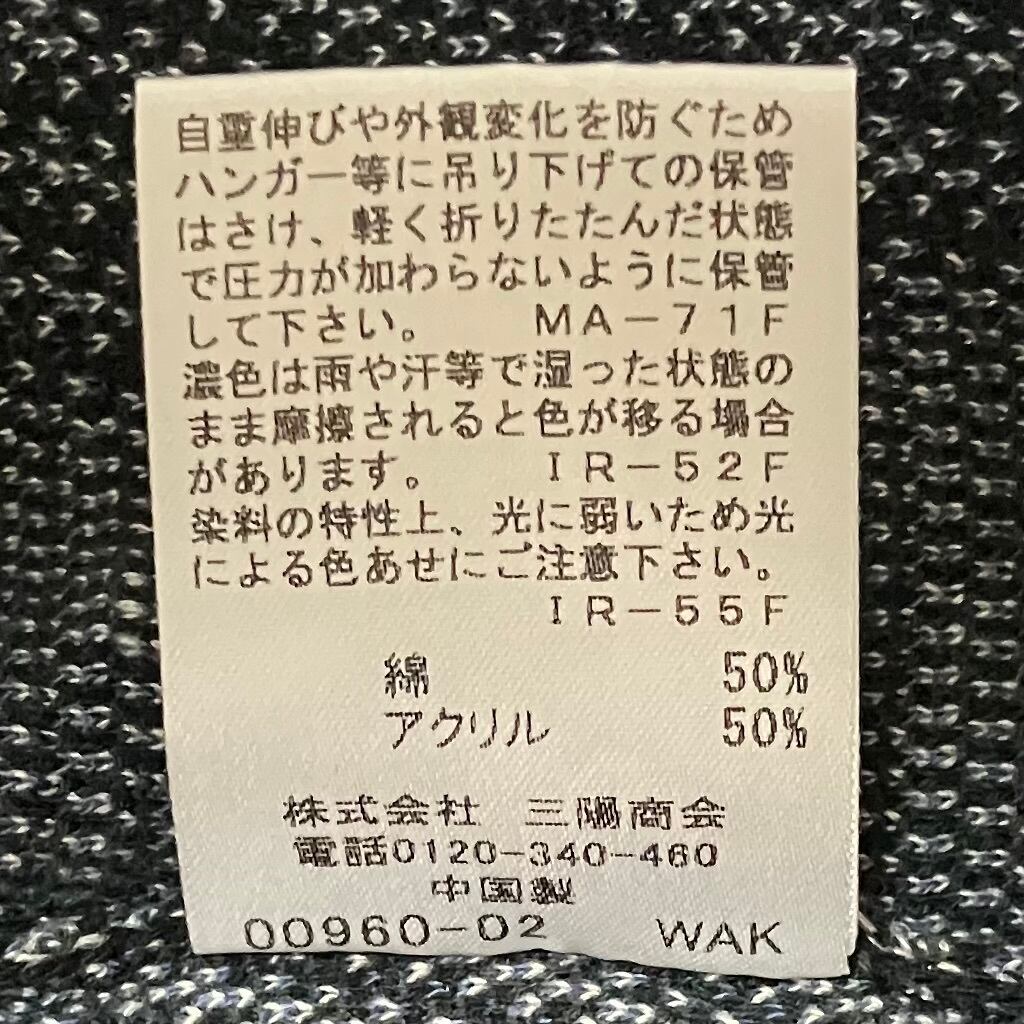 自重伸びや外観変化を防ぐため
ハンガー等に吊り下げての保管
はさけ、軽く折りたたんだ状態
で圧力が加わらないように保管
して下さい。 MA-71F
濃色は雨や汗等で湿った状態の
まま摩擦されると色が移る場合
があります。 IR-52F
染料の特性上、光に弱いため光
による色あせにご注意下さい。
IR-55F
綿 50%
アクリル 50%
株式会社 三陽商会
電話0120-340-460
中国製
00960-02 WAK